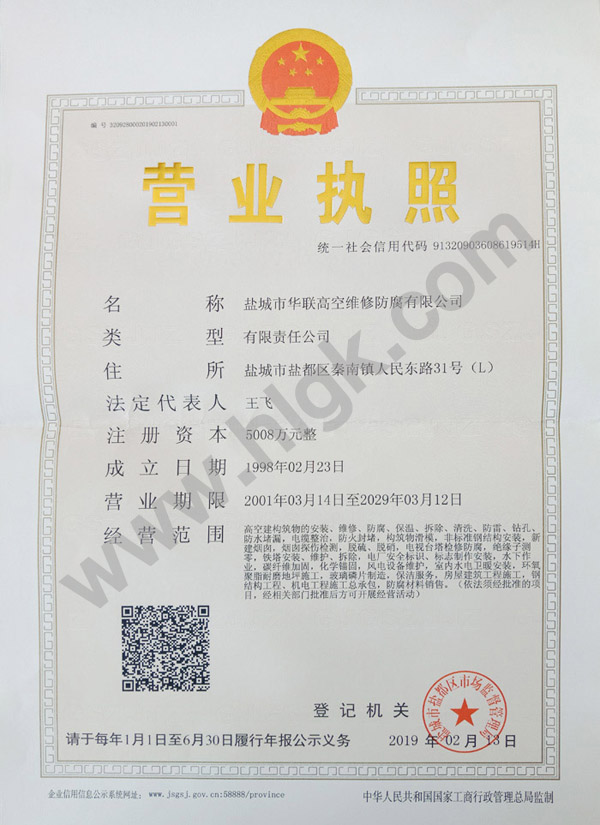 编 号 320828000201902130001
营业执照
统一社会信用代码 91320903608619514H
名称 盐城市华联高空维修防腐有限公司
类型 有限责任公司
住所 盐城市盐都区秦南镇人民东路31号（L）
法定代表人 王飞
注册资本 5008万元整
成立日期 1998年02月23日
营业期限 2001年03月14日至2029年03月12日
经营范围 高空建构筑物的安装、维修、防腐、保温、拆除、清洗、防雷、钻孔、
防水堵漏，电缆整治，防火封堵，构筑物滑模，非标准钢结构安装，新
建烟囱，烟囱探伤检测，脱硫、脱硝，电视台塔检修防腐，绝缘子测
零，铁塔安装、维护、拆除，电厂安全标识、标志制作安装，水下作
业，碳纤维加固，化学锚固，风电设备维护，室内水电卫暖安装，环氧
聚脂耐磨地坪施工，玻璃磷片制造，保洁服务，房屋建筑工程施工，钢
结构工程、机电工程施工总承包，防腐材料销售。（依法须经批准的项
目，经相关部门批准后方可开展经营活动）
www.hlgk.com
登记机关
盐城市盐都区市场监督管理局
请于每年1月1日至6月30日履行年报公示义务
2019 年 02 月 13 日
企业信用信息公示系统网址：www.jsgsj.gov.cn:58888/province
中华人民共和国国家工商行政管理总局监制